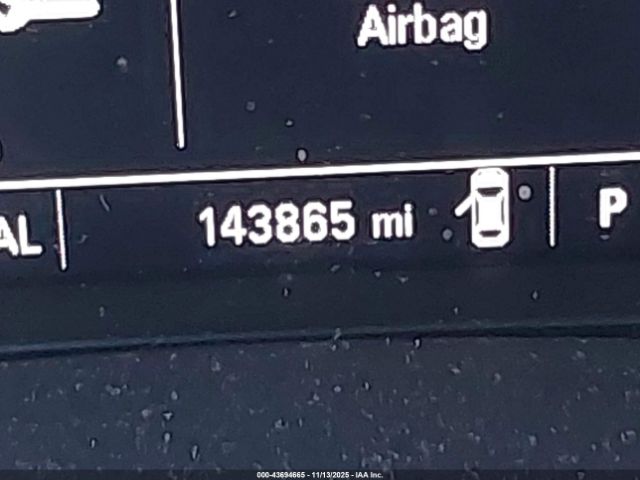 Airbag
AL
143865 mi
P
000-43694665 - 11/13/2025 - IAA Inc.